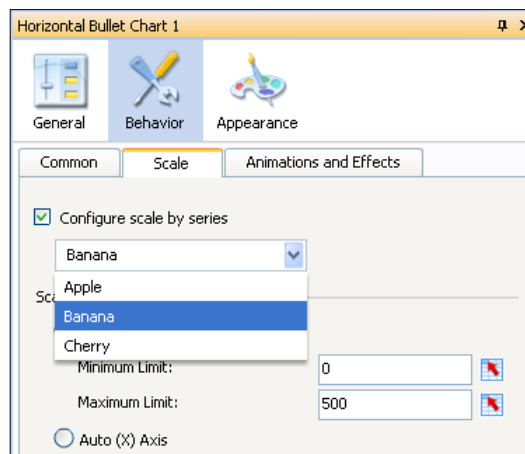 Horizontal Bullet Chart 1
General Behavior Appearance
Common Scale Animations and Effects
Configure scale by series
Banana
Apple
Banana
Cherry
Minimum Limit: 0
Maximum Limit: 500
Auto (X) Axis